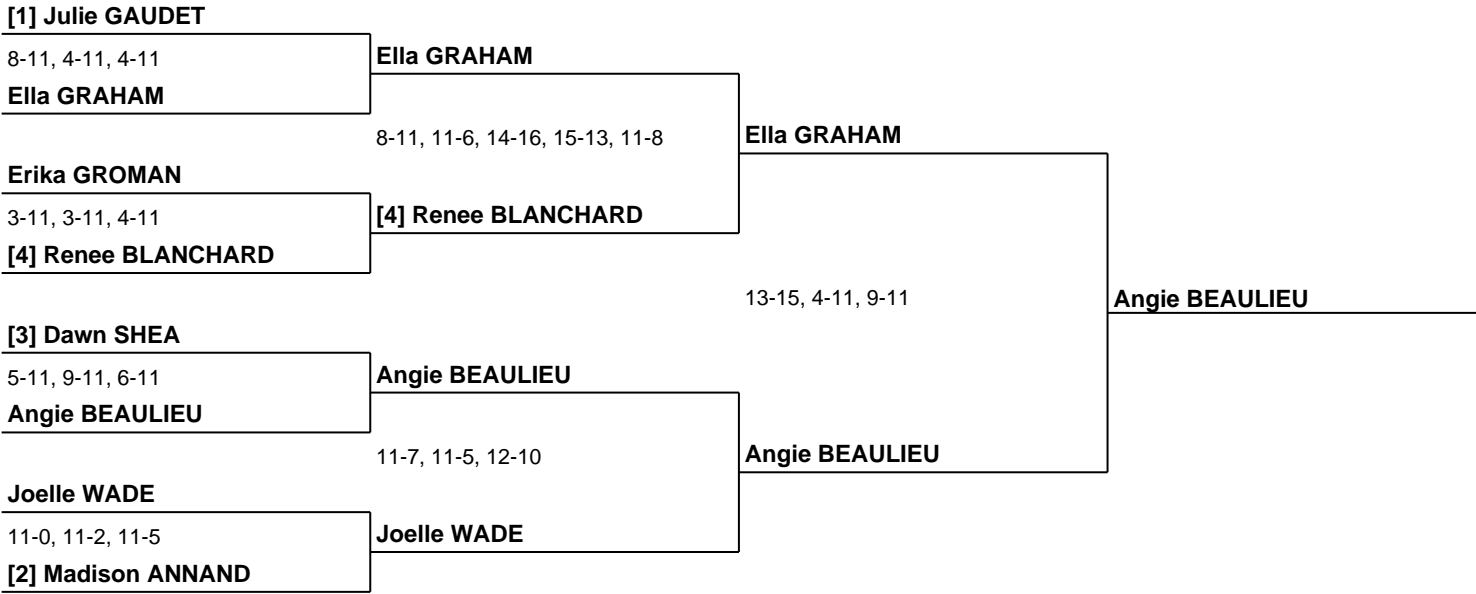 [1] Julie GAUDET
8-11, 4-11, 4-11
Ella GRAHAM
Ella GRAHAM
8-11, 11-6, 14-16, 15-13, 11-8
Ella GRAHAM
Erika GROMAN
3-11, 3-11, 4-11
[4] Renee BLANCHARD
[4] Renee BLANCHARD
13-15, 4-11, 9-11
Angie BEAULIEU
[3] Dawn SHEA
5-11, 9-11, 6-11
Angie BEAULIEU
Angie BEAULIEU
11-7, 11-5, 12-10
Angie BEAULIEU
Joelle WADE
11-0, 11-2, 11-5
Joelle WADE
[2] Madison ANNAND